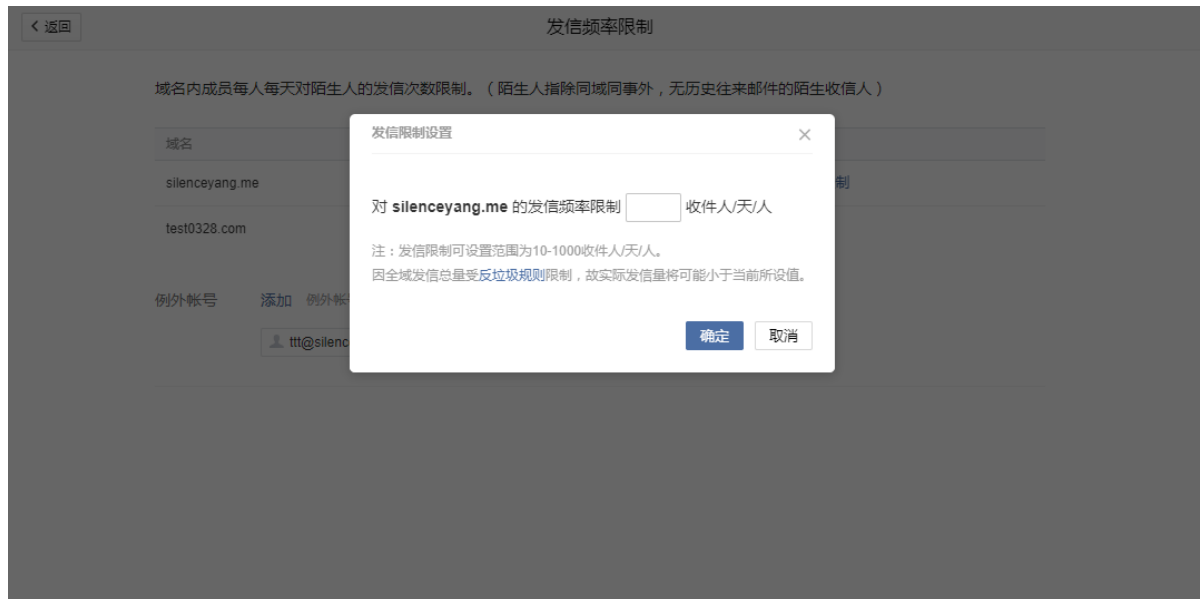 返回
发信频率限制
域名内成员每人每天对陌生人的发信次数限制。（陌生人指除同域同事外，无历史往来邮件的陌生收信人）
域名
发信限制设置
silenceyang.me
制
对 silenceyang.me 的发信频率限制 收件人/天/人
test0328.com
注：发信限制可设置范围为10-1000收件人/天/人。
因全域发信总量受反垃圾规则限制，故实际发信量将可能小于当前所设值。
例外帐号 添加 例外帐
确定 取消
ttt@silenc